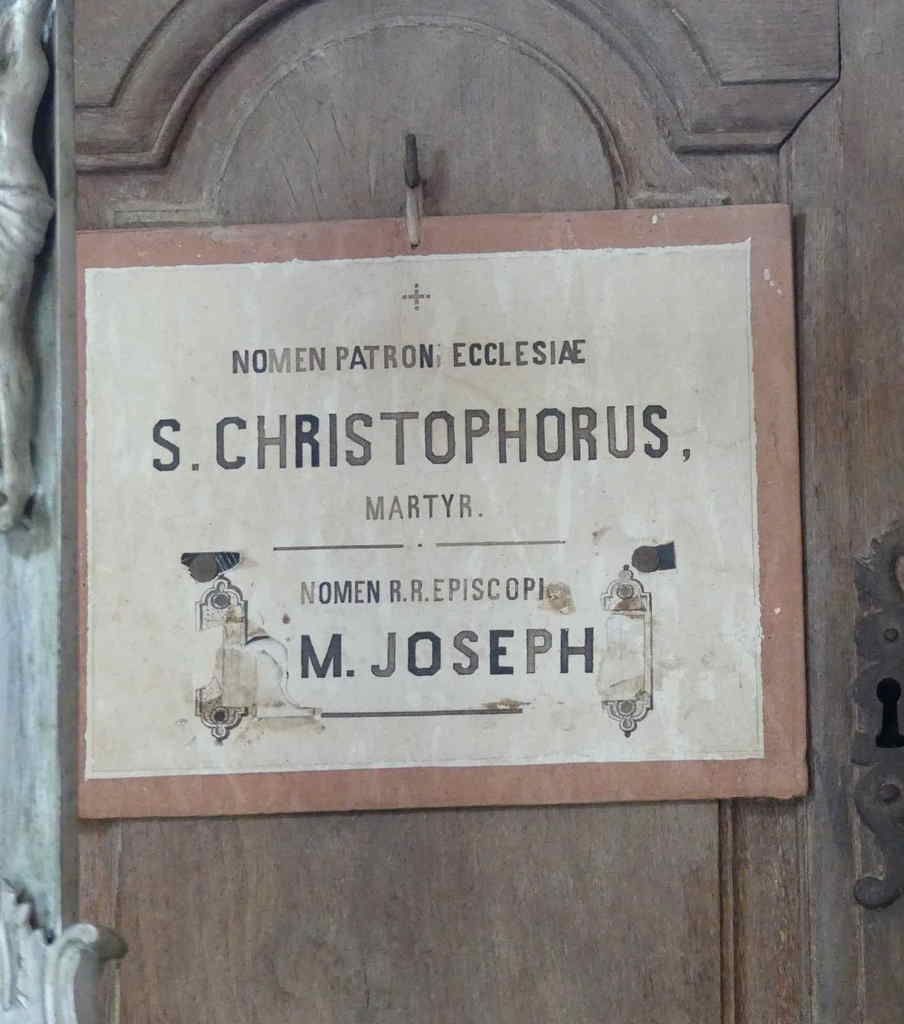 NOMEN PATRONI ECCLESIÆ
S. CHRISTOPHORUS,
MARTYR.
NOMEN R.R. EPISCOPI
M. JOSEPH